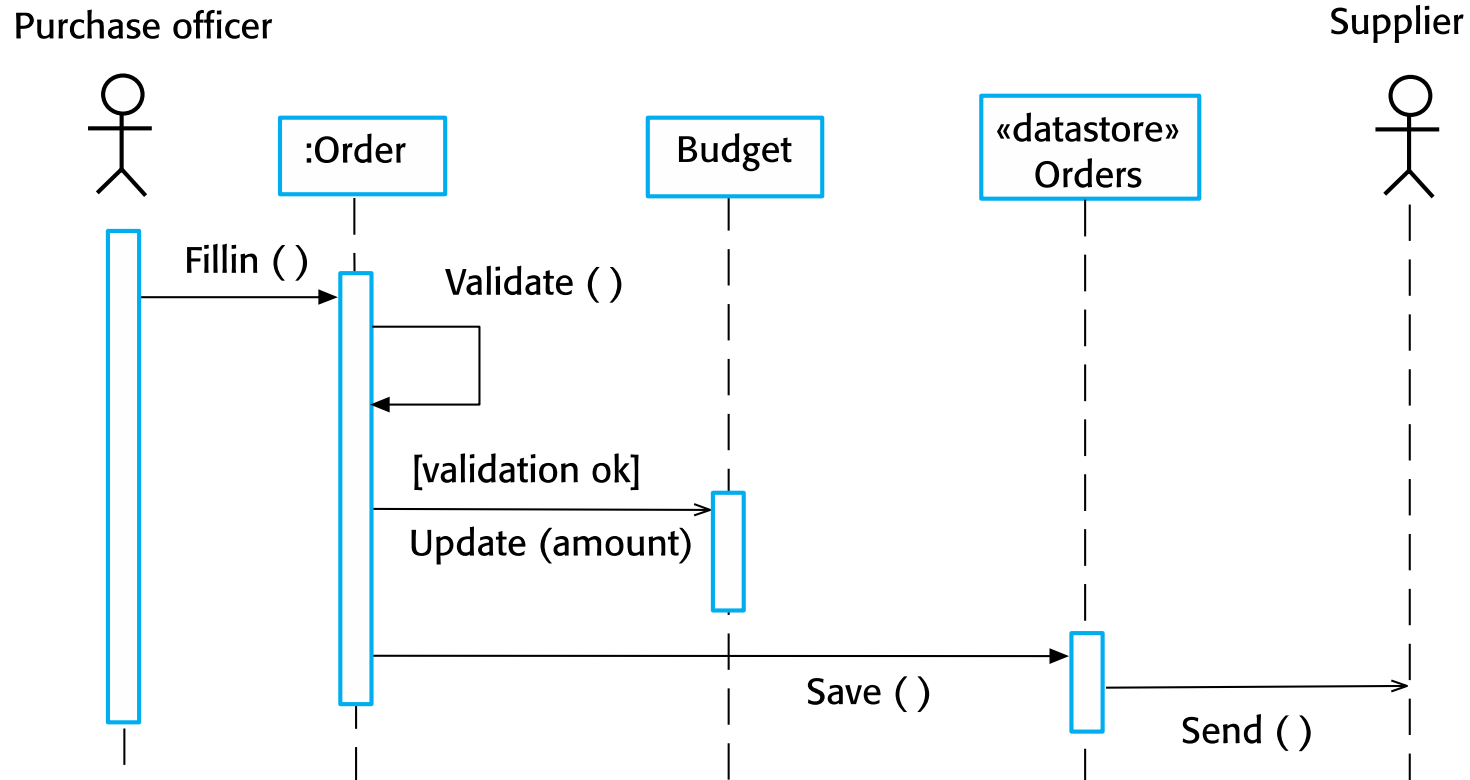 Purchase officer
Supplier
:Order
Budget
«datastore»
Orders
Fillin ( )
Validate ( )
[validation ok]
Update (amount)
Save ( )
Send ( )